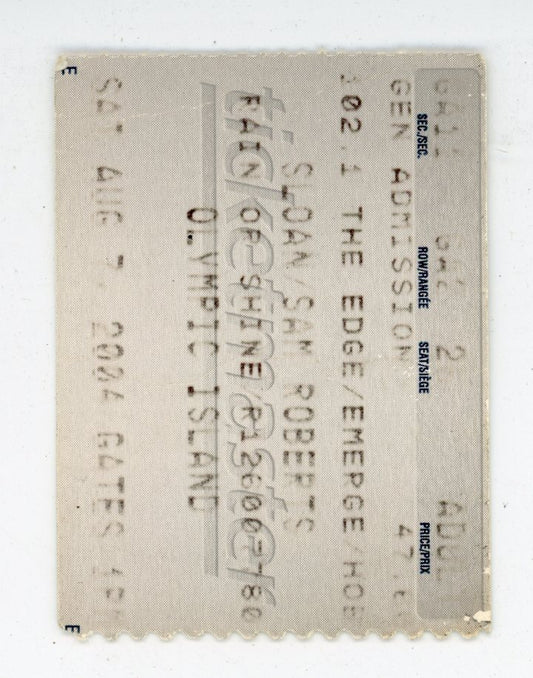 SEC./SEC. ROW/RANGÉE SEAT/SIÈGE PRICE/PRIX
2
GEN ADMISSION
102.1 THE EDGE/EMERGE/HOB
SLOAN/SAM ROBERTS
RAIN OR SHINE/R
ticketmaster
OLYMPIC ISLAND
SAT AUG 7, 2004 GATES
E
E